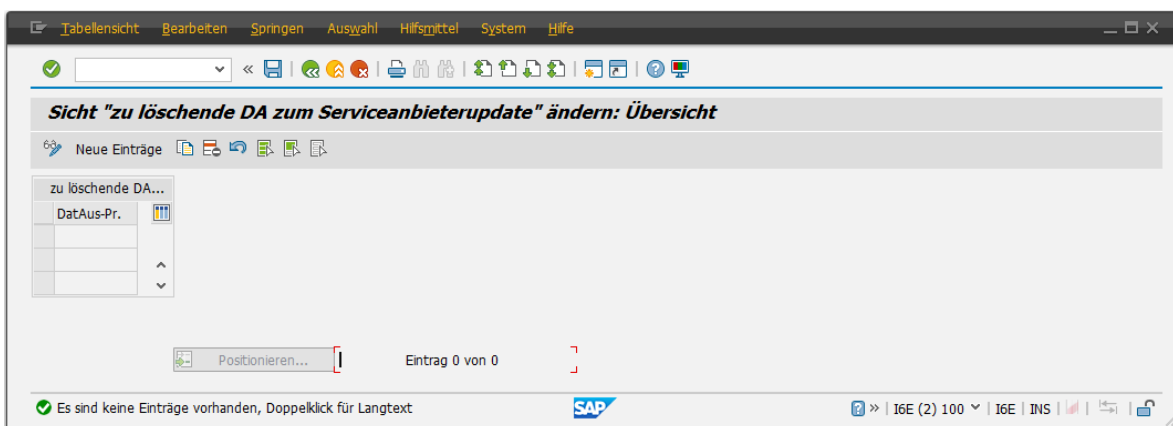 Tabellensicht Bearbeiten Springen Auswahl Hilfsmittel System Hilfe
Sicht "zu löschende DA zum Serviceanbieterupdate" ändern: Übersicht
Neue Einträge
zu löschende DA...
DatAus-Pr.
Positionieren... Eintrag 0 von 0
Es sind keine Einträge vorhanden, Doppelklick für Langtext SAP I6E (2) 100 I6E INS